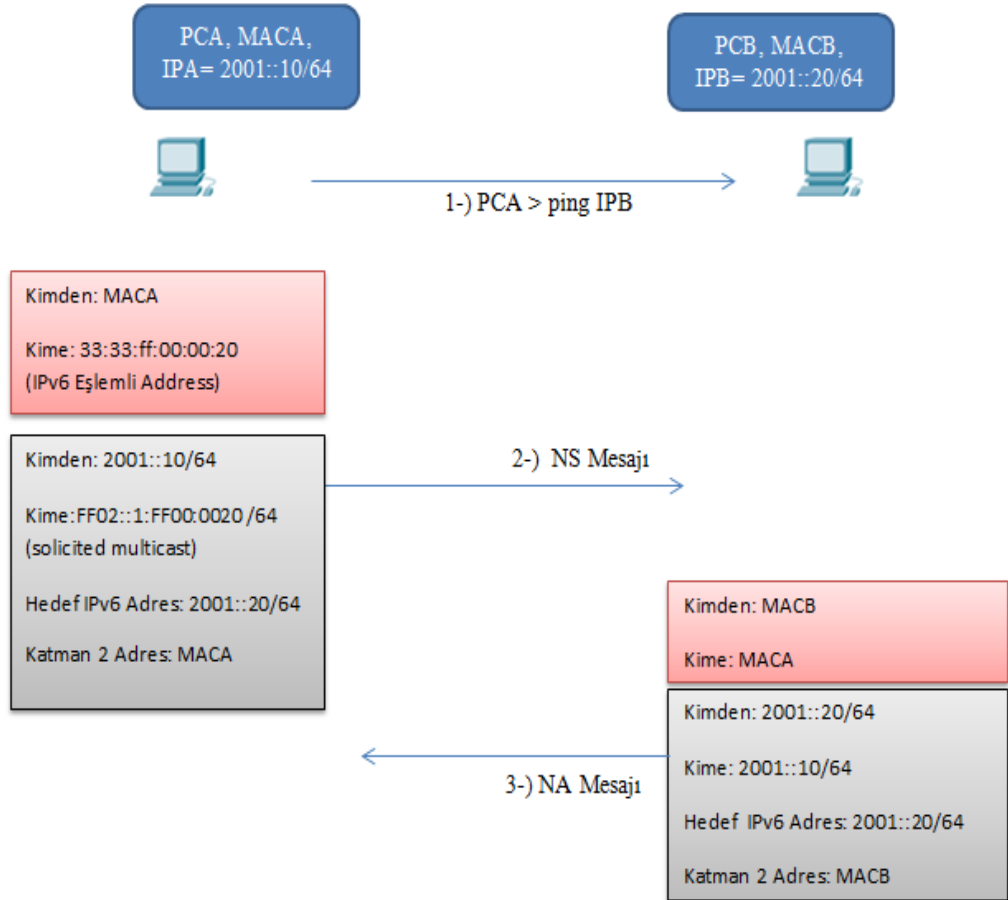 PCA, MACA,
IPA= 2001::10/64
PCB, MACB,
IPB= 2001::20/64
1-) PCA > ping IPB
Kimden: MACA
Kime: 33:33:ff:00:00:20
(IPv6 Eşlemli Address)
Kimden: 2001::10/64
Kime:FF02::1:FF00:0020 /64
(solicited multicast)
Hedef IPv6 Adres: 2001::20/64
Katman 2 Adres: MACA
2-) NS Mesajı
Kimden: MACB
Kime: MACA
Kimden: 2001::20/64
Kime: 2001::10/64
Hedef IPv6 Adres: 2001::20/64
Katman 2 Adres: MACB
3-) NA Mesajı